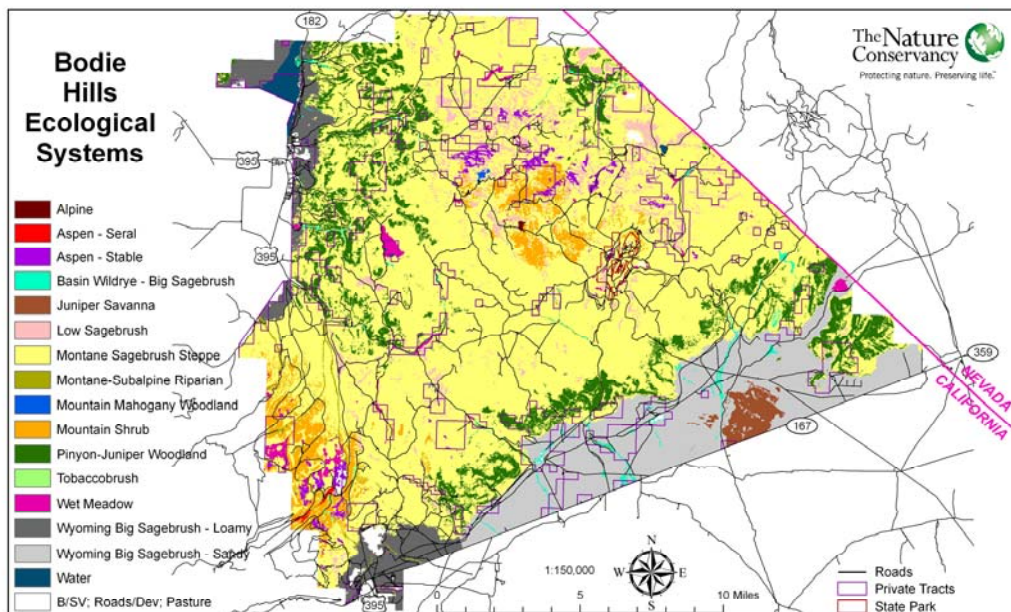 Bodie
Hills
Ecological
Systems
182
The Nature
Conservancy
Protecting nature. Preserving life.™
395
395
Alpine
Aspen - Seral
Aspen - Stable
Basin Wildrye - Big Sagebrush
Juniper Savanna
Low Sagebrush
Montane Sagebrush Steppe
Montane-Subalpine Riparian
Mountain Mahogany Woodland
Mountain Shrub
Pinyon-Juniper Woodland
Tobaccobrush
Wet Meadow
Wyoming Big Sagebrush - Loamy
Wyoming Big Sagebrush - Sandy
Water
B/SV; Roads/Dev; Pasture
359
NEVADA
CALIFORNIA
167
395
1:150,000
N
W
E
S
0
5
10 Miles
Roads
Private Tracts
State Park